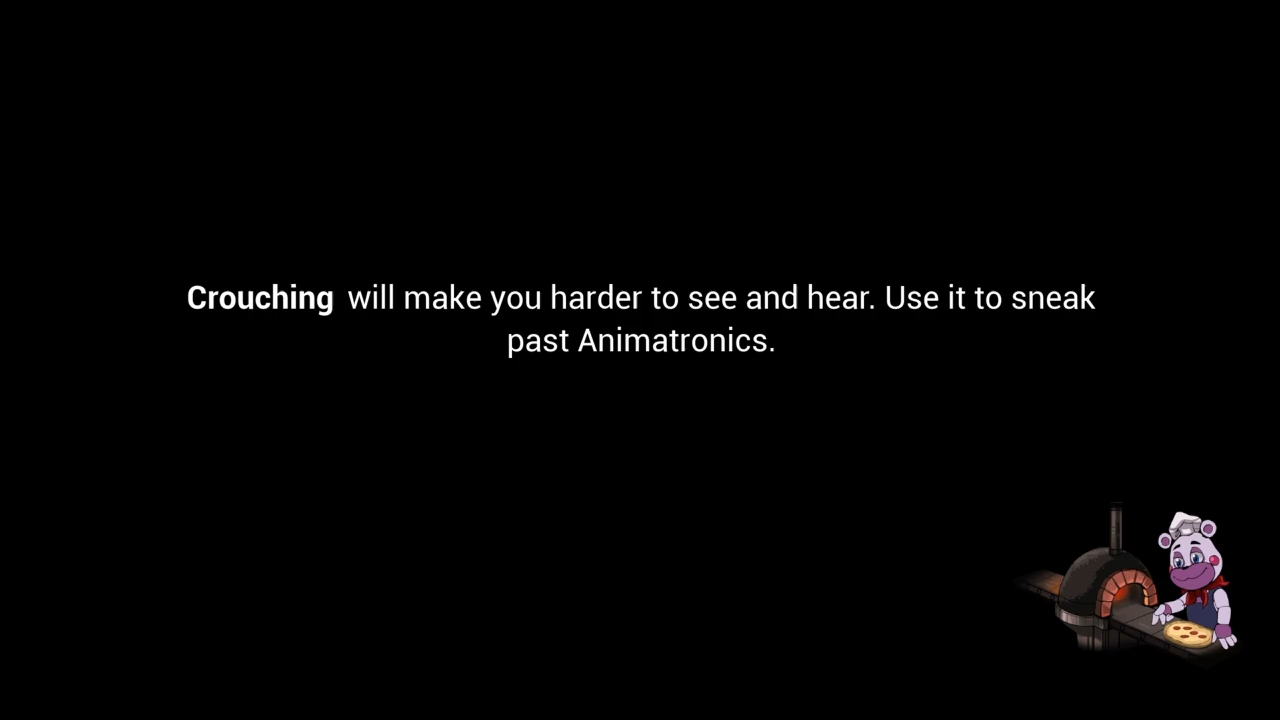 Crouching will make you harder to see and hear. Use it to sneak
past Animatronics.